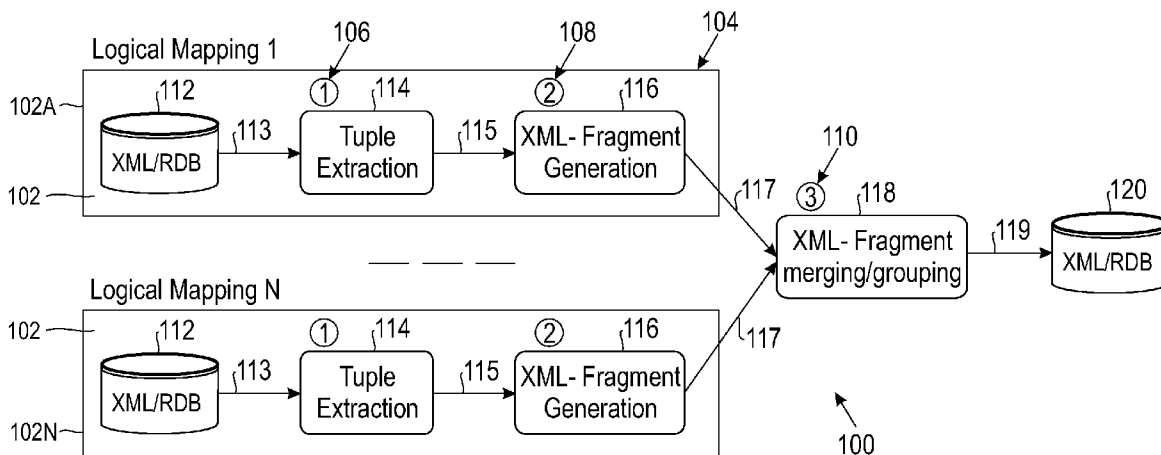 Logical Mapping 1
106
108
104
102A
112
①
114
②
116
XML/RDB
113
Tuple
Extraction
115
XML- Fragment
Generation
102
117
110
③
118
XML- Fragment
merging/grouping
119
120
XML/RDB
Logical Mapping N
102
112
①
114
②
116
117
XML/RDB
113
Tuple
Extraction
115
XML- Fragment
Generation
102N
100